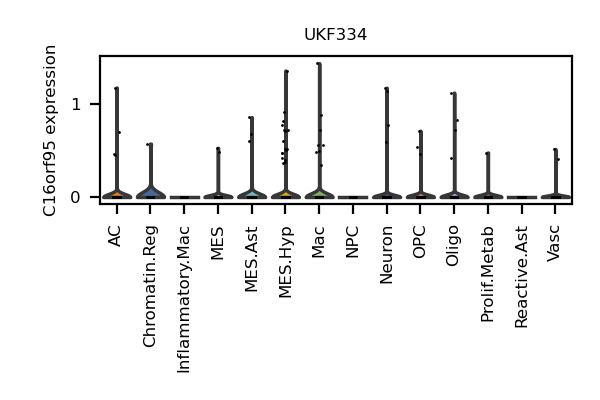 UKF334
C16orf95 expression
1
0
AC
Chromatin.Reg
Inflammatory.Mac
MES
MES.Ast
MES.Hyp
Mac
NPC
Neuron
OPC
Oligo
Prolif.Metab
Reactive.Ast
Vasc